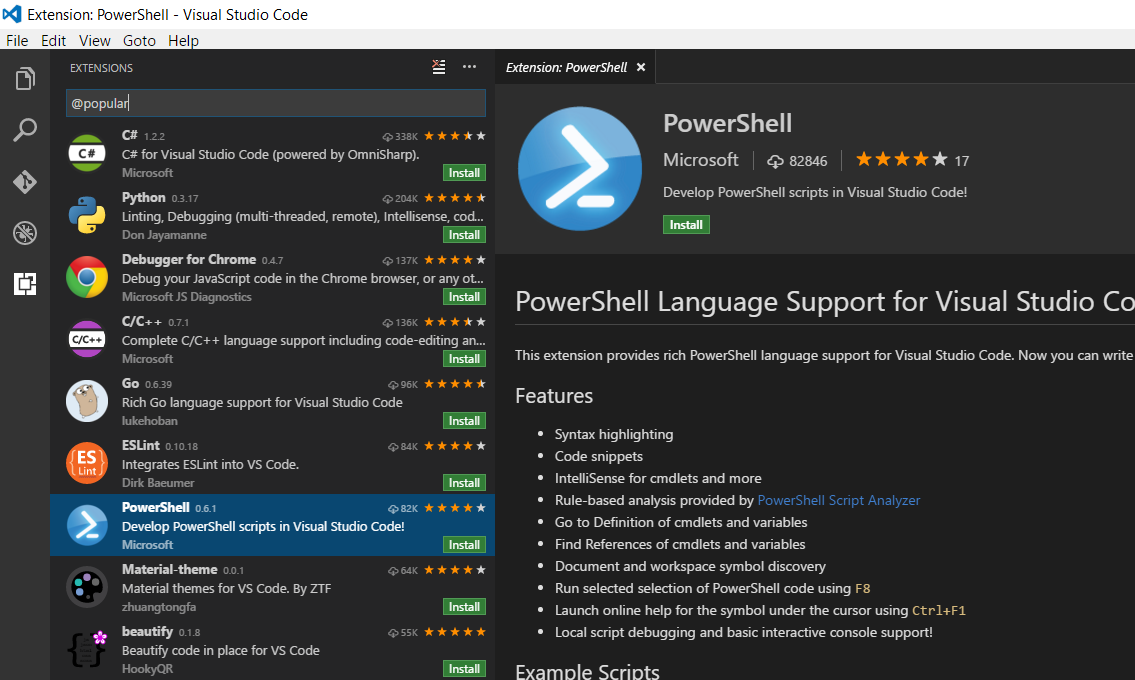 Extension: PowerShell - Visual Studio Code
File Edit View Goto Help
EXTENSIONS
@popular
C# 1.2.2 338K
C# for Visual Studio Code (powered by OmniSharp).
Microsoft Install
C#
Python 0.3.17 204K
Linting, Debugging (multi-threaded, remote), Intellisense, cod...
Don Jayamanne Install
Debugger for Chrome 0.4.7 137K
Debug your JavaScript code in the Chrome browser, or any ot...
Microsoft JS Diagnostics Install
C/C++ 0.7.1 136K
Complete C/C++ language support including code-editing an...
Microsoft Install
C/C++
Go 0.6.39 96K
Rich Go language support for Visual Studio Code
lukehoban Install
ESLint 0.10.18 84K
Integrates ESLint into VS Code.
Dirk Baeumer Install
ES
Lint
PowerShell 0.6.1 82K
Develop PowerShell scripts in Visual Studio Code!
Microsoft Install
Material-theme 0.0.1 64K
Material themes for VS Code. By ZTF
zhuangtongfa Install
beautify 0.1.8 55K
Beautify code in place for VS Code
HookyQR Install
Extension: PowerShell
PowerShell
Microsoft 82846 17
Develop PowerShell scripts in Visual Studio Code!
Install
PowerShell Language Support for Visual Studio Co
This extension provides rich PowerShell language support for Visual Studio Code. Now you can write
Features
Syntax highlighting
Code snippets
IntelliSense for cmdlets and more
Rule-based analysis provided by PowerShell Script Analyzer
Go to Definition of cmdlets and variables
Find References of cmdlets and variables
Document and workspace symbol discovery
Run selected selection of PowerShell code using F8
Launch online help for the symbol under the cursor using Ctrl+F1
Local script debugging and basic interactive console support!
Example Scripts